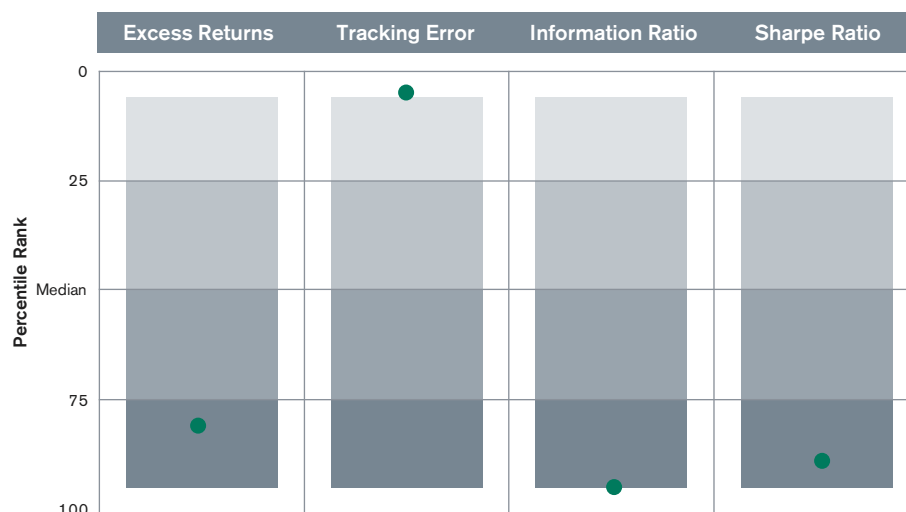 Excess Returns
Tracking Error
Information Ratio
Sharpe Ratio
Percentile Rank
0
25
Median
75
100